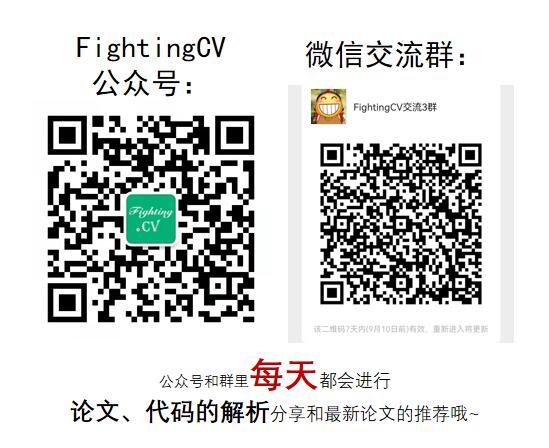 FightingCV
公众号：
微信交流群：
Fighting
.CV
FightingCV交流3群
该二维码7天内(9月10日前)有效，重新进入将更新
公众号和群里每天都会进行
论文、代码的解析分享和最新论文的推荐哦~